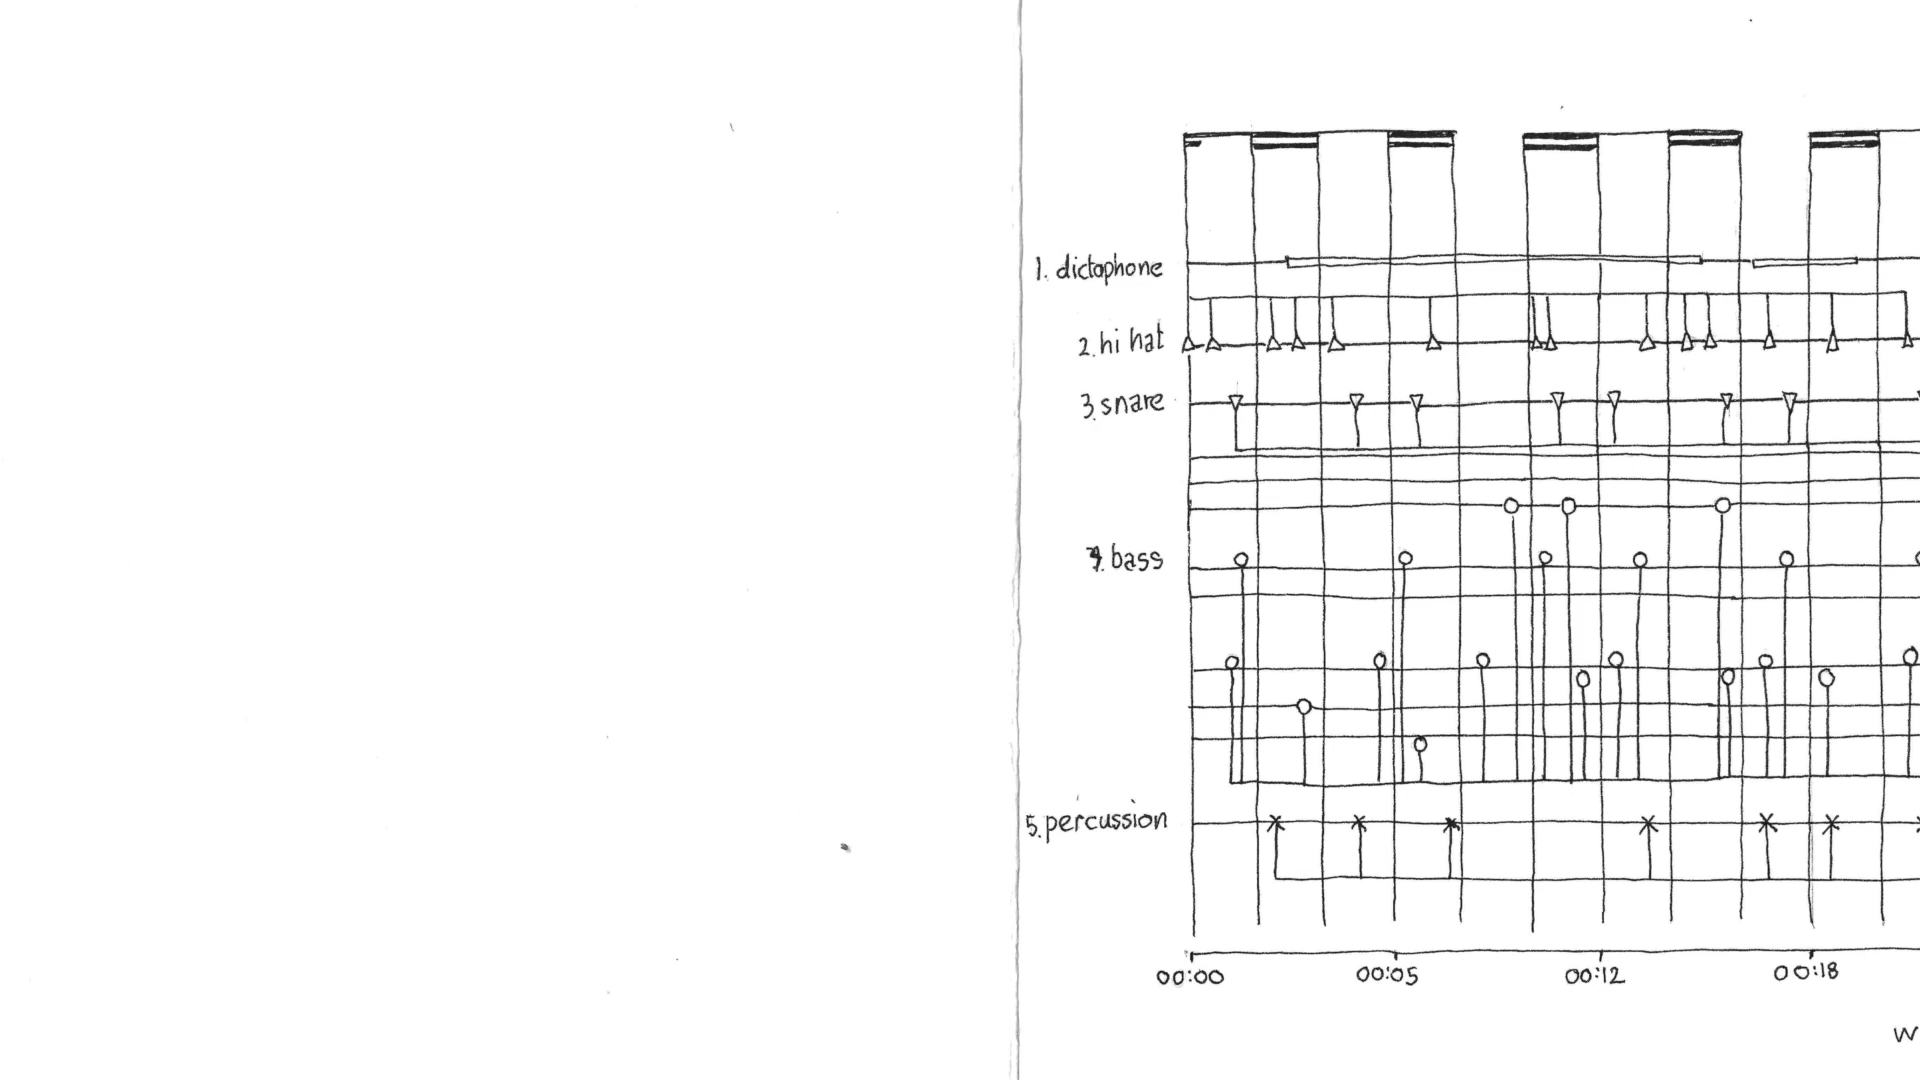 1. dictaphone
2. hi hat
3. snare
4. bass
5. percussion
00:00 00:05 00:12 00:18
W